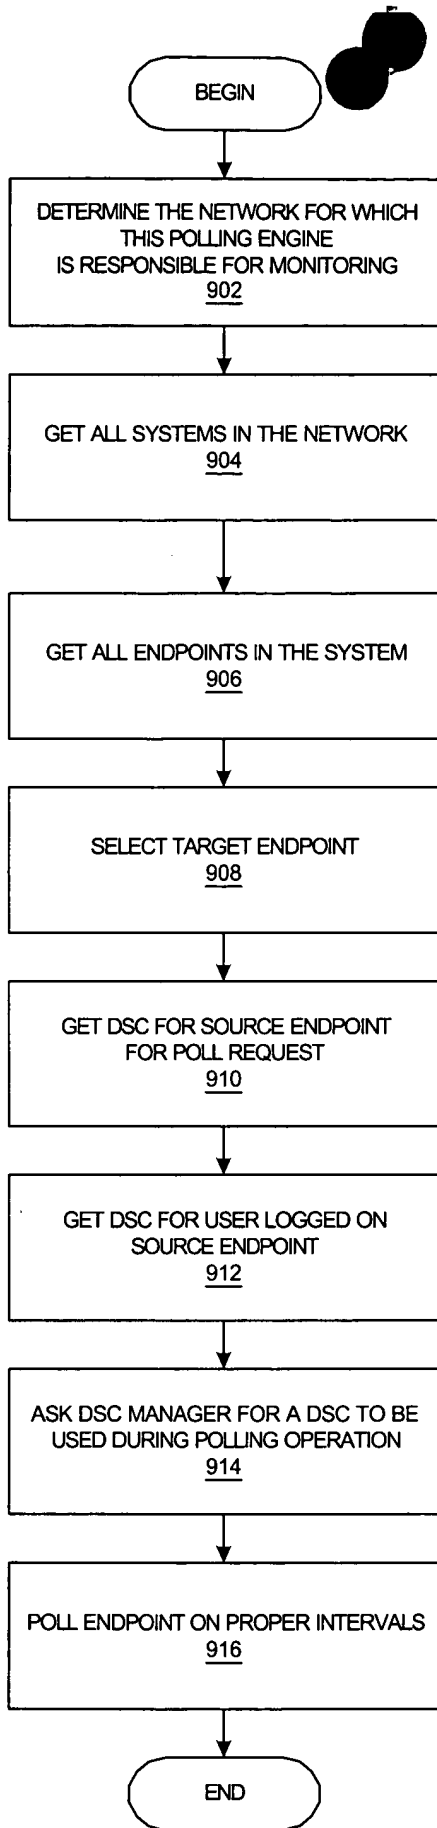 BEGIN
DETERMINE THE NETWORK FOR WHICH
THIS POLLING ENGINE
IS RESPONSIBLE FOR MONITORING
902
GET ALL SYSTEMS IN THE NETWORK
904
GET ALL ENDPOINTS IN THE SYSTEM
906
SELECT TARGET ENDPOINT
908
GET DSC FOR SOURCE ENDPOINT
FOR POLL REQUEST
910
GET DSC FOR USER LOGGED ON
SOURCE ENDPOINT
912
ASK DSC MANAGER FOR A DSC TO BE
USED DURING POLLING OPERATION
914
POLL ENDPOINT ON PROPER INTERVALS
916
END